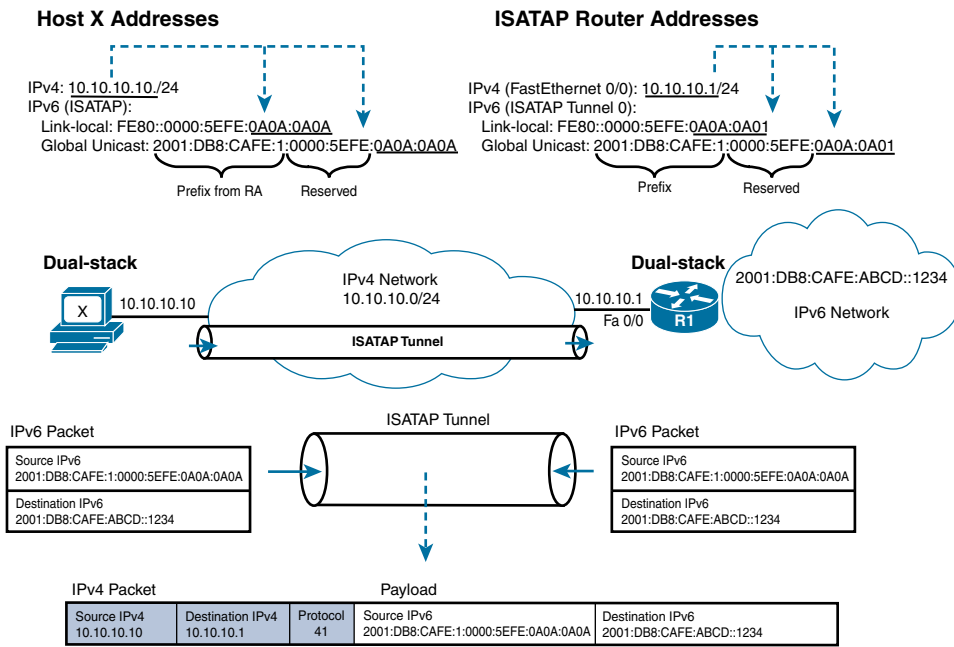 Host X Addresses
IPv4: 10.10.10.10./24
IPv6 (ISATAP):
Link-local: FE80::0000:5EFE:0A0A:0A0A
Global Unicast: 2001:DB8:CAFE:1:0000:5EFE:0A0A:0A0A
Prefix from RA
Reserved
ISATAP Router Addresses
IPv4 (FastEthernet 0/0): 10.10.10.1/24
IPv6 (ISATAP Tunnel 0):
Link-local: FE80::0000:5EFE:0A0A:0A01
Global Unicast: 2001:DB8:CAFE:1:0000:5EFE:0A0A:0A01
Prefix
Reserved
Dual-stack
X
10.10.10.10
IPv4 Network
10.10.10.0/24
ISATAP Tunnel
Dual-stack
10.10.10.1
Fa 0/0
R1
2001:DB8:CAFE:ABCD::1234
IPv6 Network
ISATAP Tunnel
IPv6 Packet
Source IPv6
2001:DB8:CAFE:1:0000:5EFE:0A0A:0A0A
Destination IPv6
2001:DB8:CAFE:ABCD::1234
IPv6 Packet
Source IPv6
2001:DB8:CAFE:1:0000:5EFE:0A0A:0A0A
Destination IPv6
2001:DB8:CAFE:ABCD::1234
IPv4 Packet
Payload
Source IPv4
10.10.10.10
Destination IPv4
10.10.10.1
Protocol
41
Source IPv6
2001:DB8:CAFE:1:0000:5EFE:0A0A:0A0A
Destination IPv6
2001:DB8:CAFE:ABCD::1234